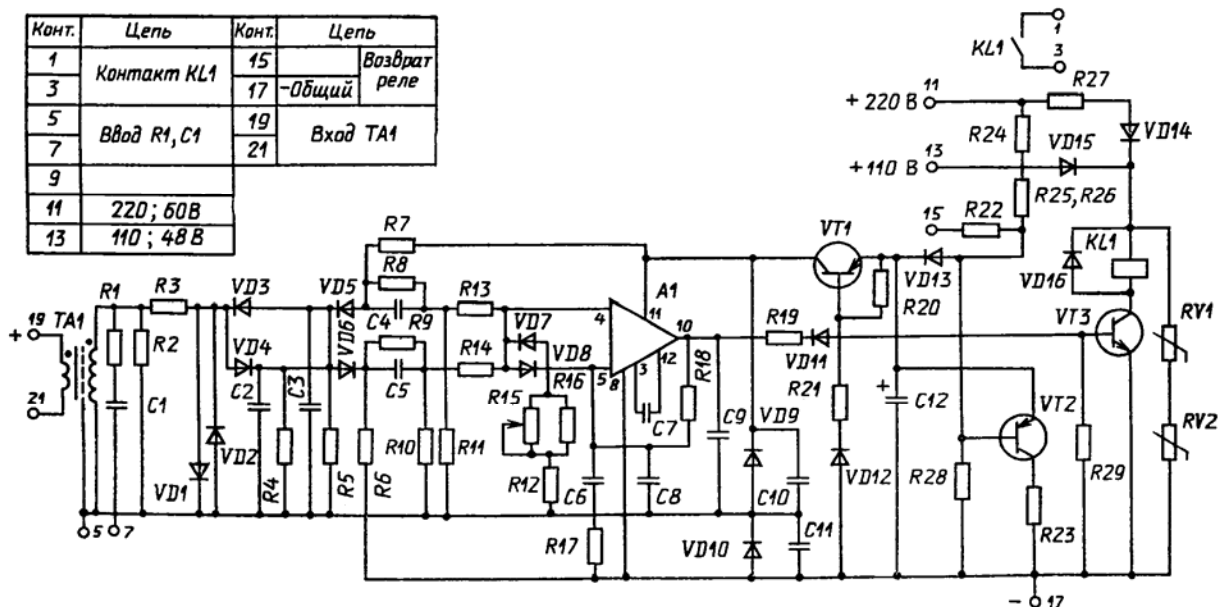 Конт. Цепь Конт. Цепь
1 Контакт KL1 15 Возврат реле
3 17 -Общий
5 Ввод R1, C1 19 Вход TA1
7 21
9
11 220; 60В
13 110; 48 В
KL1 1
3
+ 220 В 11 R27
R24 VD15 VD14
+110 В 13
R25, R26
R7 VT1 15 R22
R8 VD13 KL1
VD16
R3 VD3 VD5 R13 A1 R20
R1 C4 R9 11 VT3 RV1
+ 19 TA1 VD4 VD6 VD7 4 10 R19
R2 R14 VD8 12 VD11
C2 C3 C5 R16 5 8 3 R18 R21
21 C1 R15 C7 C9 VD9 C12 VT2 RV2
VD2 R10 R11 + R29
VD1 R4 R5 R6 R12 C6 C8 C10 VD12 R28
5 7 R17 VD10 C11 R23
- 17